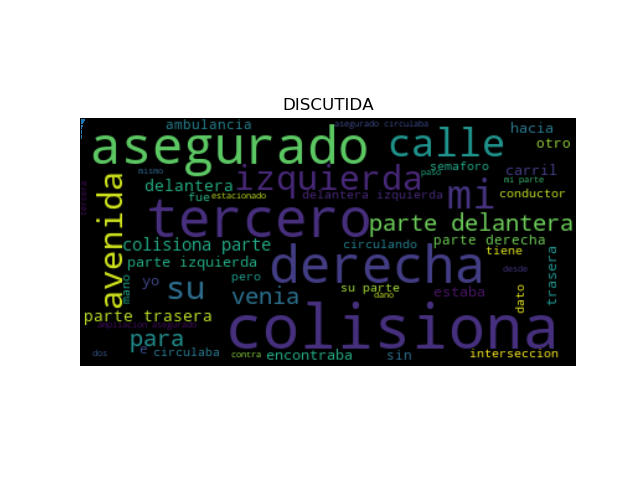 DISCUTIDA
ambulancia
asegurado circulaba
hacia
asegurado
calle
otro
semaforo
mismo
izquierda
paso
carril
mi parte
delantera
fue
estacionado
delantera izquierda
mi
conductor
avenida
tercero
parte delantera
colisiona parte
circulando
parte derecha
tiene
parte izquierda
derecha
desde
trasera
mano
yo
su
pero
venia
su parte
dano
estaba
dato
parte trasera
ampliacion asegurado
colisiona
para
dos
e
circulaba
contra
encontraba
sin
interseccion